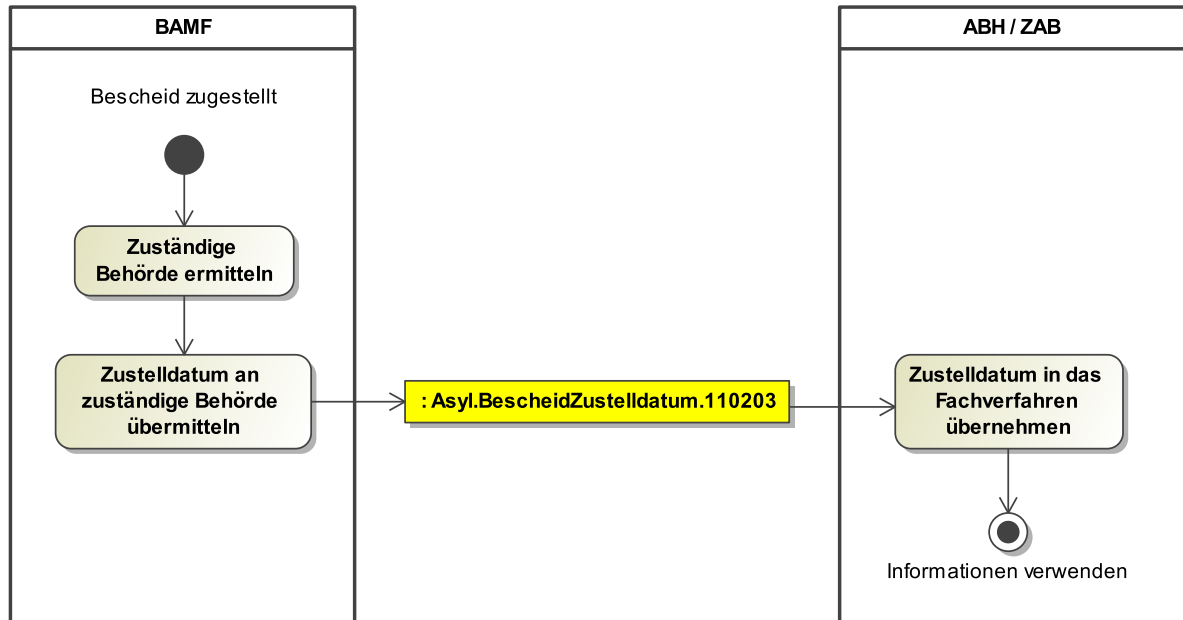 BAMF
ABH / ZAB
Bescheid zugestellt
Zuständige
Behörde ermitteln
Zustelldatum an
zuständige Behörde
übermitteln
: Asyl.BescheidZustelldatum.110203
Zustelldatum in das
Fachverfahren
übernehmen
Informationen verwenden